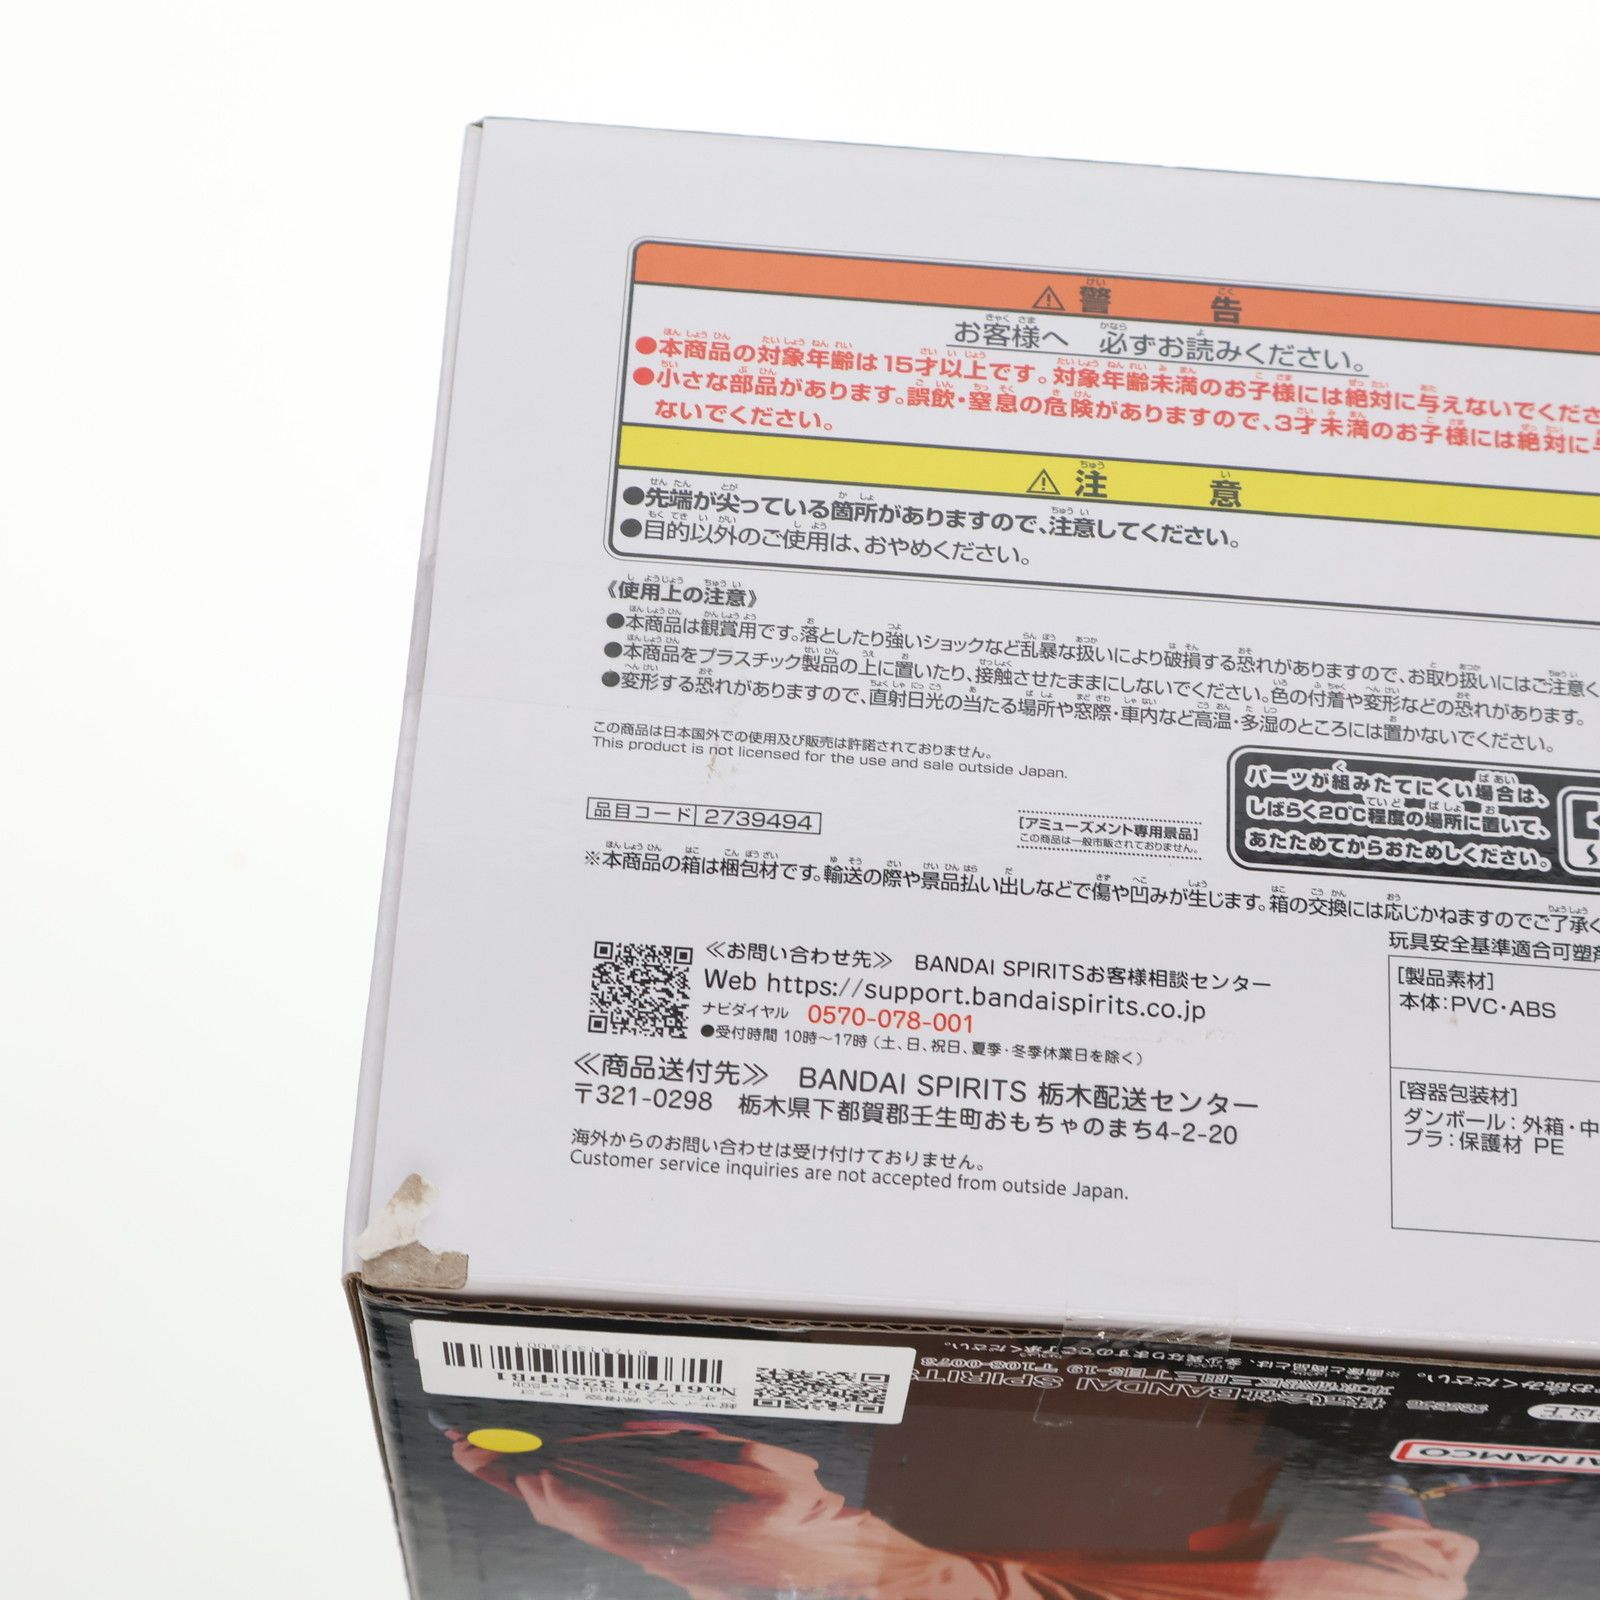 警告
お客様へ 必ずお読みください。
●本商品の対象年齢は15才以上です。対象年齢未満のお子様には絶対に与えないでくださ
●小さな部品があります。誤飲・窒息の危険がありますので、3才未満のお子様には絶対に与
ないでください。
注意
●先端が尖っている箇所がありますので、注意してください。
●目的以外のご使用は、おやめください。
《使用上の注意》
●本商品は観賞用です。落としたり強いショックなど乱暴な扱いにより破損する恐れがありますので、お取り扱いにはご注意く
●本商品をプラスチック製品の上に置いたり、接触させたままにしないでください。色の付着や変形などの恐れがあります。
●変形する恐れがありますので、直射日光の当たる場所や窓際・車内など高温・多湿のところには置かないでください。
この商品は日本国外での使用及び販売は許諾されておりません。
This product is not licensed for the use and sale outside Japan.
パーツが組みたてにくい場合は、
しばらく20℃程度の場所に置いて、
あたためてからおためしください。
品目コード 2739494
[アミューズメント専用景品]
この商品は一般市販されておりません。
※本商品の箱は梱包材です。輸送の際や景品払い出しなどで傷や凹みが生じます。箱の交換には応じかねますのでご了承く
≪お問い合わせ先≫ BANDAI SPIRITSお客様相談センター
Web https://support.bandaispirits.co.jp
ナビダイヤル 0570-078-001
●受付時間 10時〜17時(土、日、祝日、夏季・冬季休業日を除く)
≪商品送付先≫ BANDAI SPIRITS 栃木配送センター
〒321-0298 栃木県下都賀郡壬生町おもちゃのまち4-2-20
海外からのお問い合わせは受け付けておりません。
Customer service inquiries are not accepted from outside Japan.
玩具安全基準適合可塑剤
[製品素材]
本体:PVC・ABS
[容器包装材]
ダンボール:外箱・中
プラ:保護材 PE
No.61791328中B1
株式会社BANDAI SPIRITS
AI NAMCO